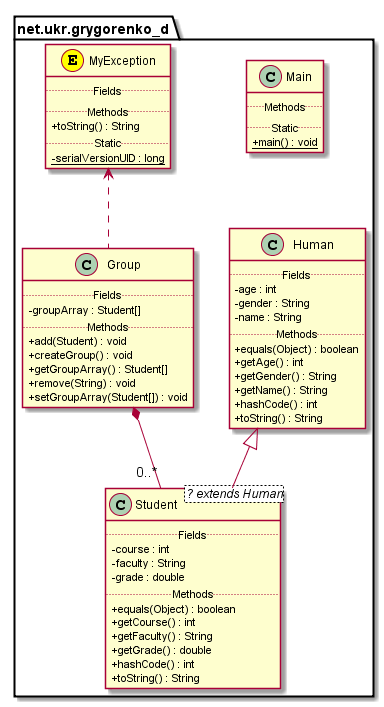 net.ukr.grygorenko_d
E MyException
Fields
Methods
+toString() : String
Static
-serialVersionUID : long
C Main
Methods
Static
+main() : void
C Group
Fields
-groupArray : Student[]
Methods
+add(Student) : void
+createGroup() : void
+getGroupArray() : Student[]
+remove(String) : void
+setGroupArray(Student[]) : void
C Human
Fields
-age : int
-gender : String
-name : String
Methods
+equals(Object) : boolean
+getAge() : int
+getGender() : String
+getName() : String
+hashCode() : int
+toString() : String
0..*
? extends Human
C Student
Fields
-course : int
-faculty : String
-grade : double
Methods
+equals(Object) : boolean
+getCourse() : int
+getFaculty() : String
+getGrade() : double
+hashCode() : int
+toString() : String